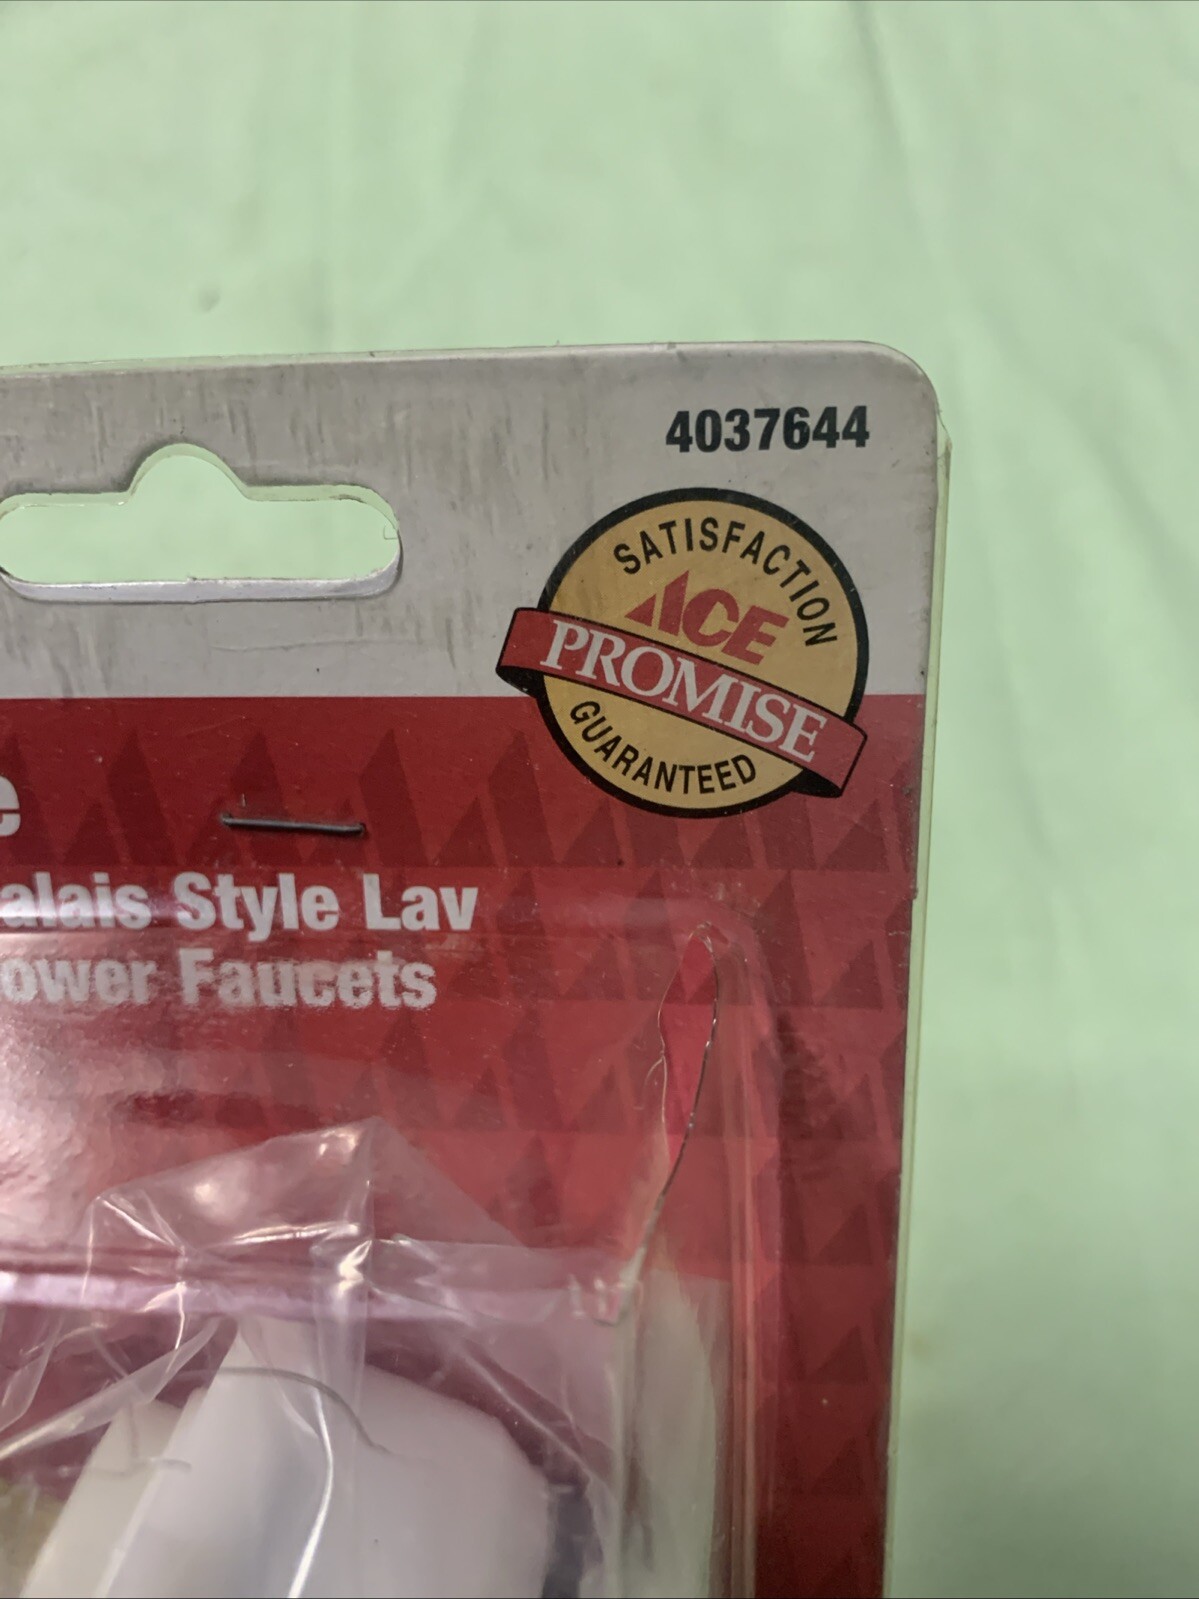 4037644
SATISFACTION
ACE
PROMISE
GUARANTEED
e
alais Style Lav
ower Faucets